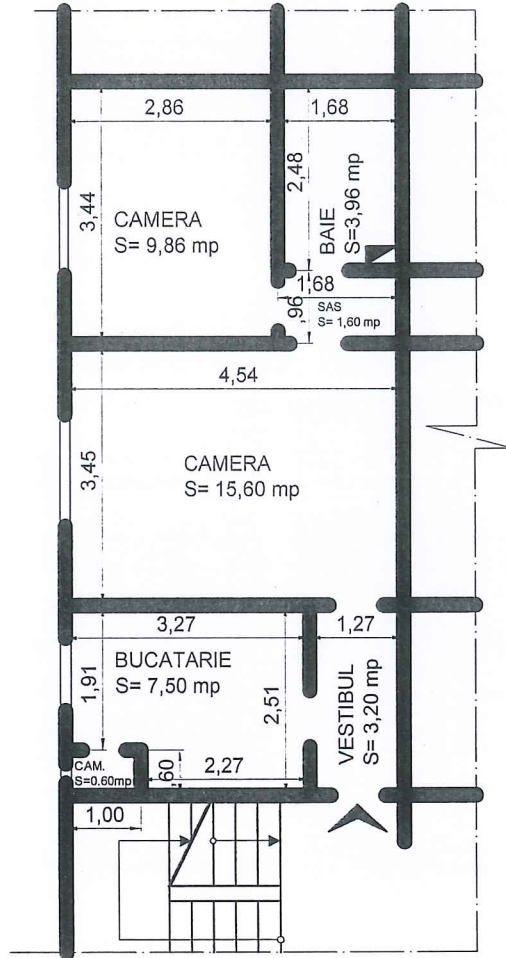 2,86
1,68
3,44
2,48
CAMERA
S= 9,86 mp
BAIE
S=3,96 mp
1,68
,96
SAS
S= 1,60 mp
4,54
3,45
CAMERA
S= 15,60 mp
3,27
1,27
1,91
BUCATARIE
S= 7,50 mp
2,51
VESTIBUL
S= 3,20 mp
CAM.
S=0.60mp
60
2,27
1,00